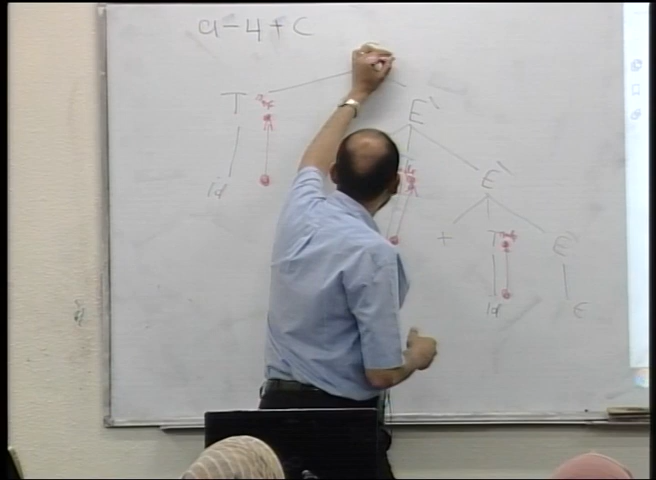 a - 4 + C
T
E`
id
E`
+ T E`
id ε